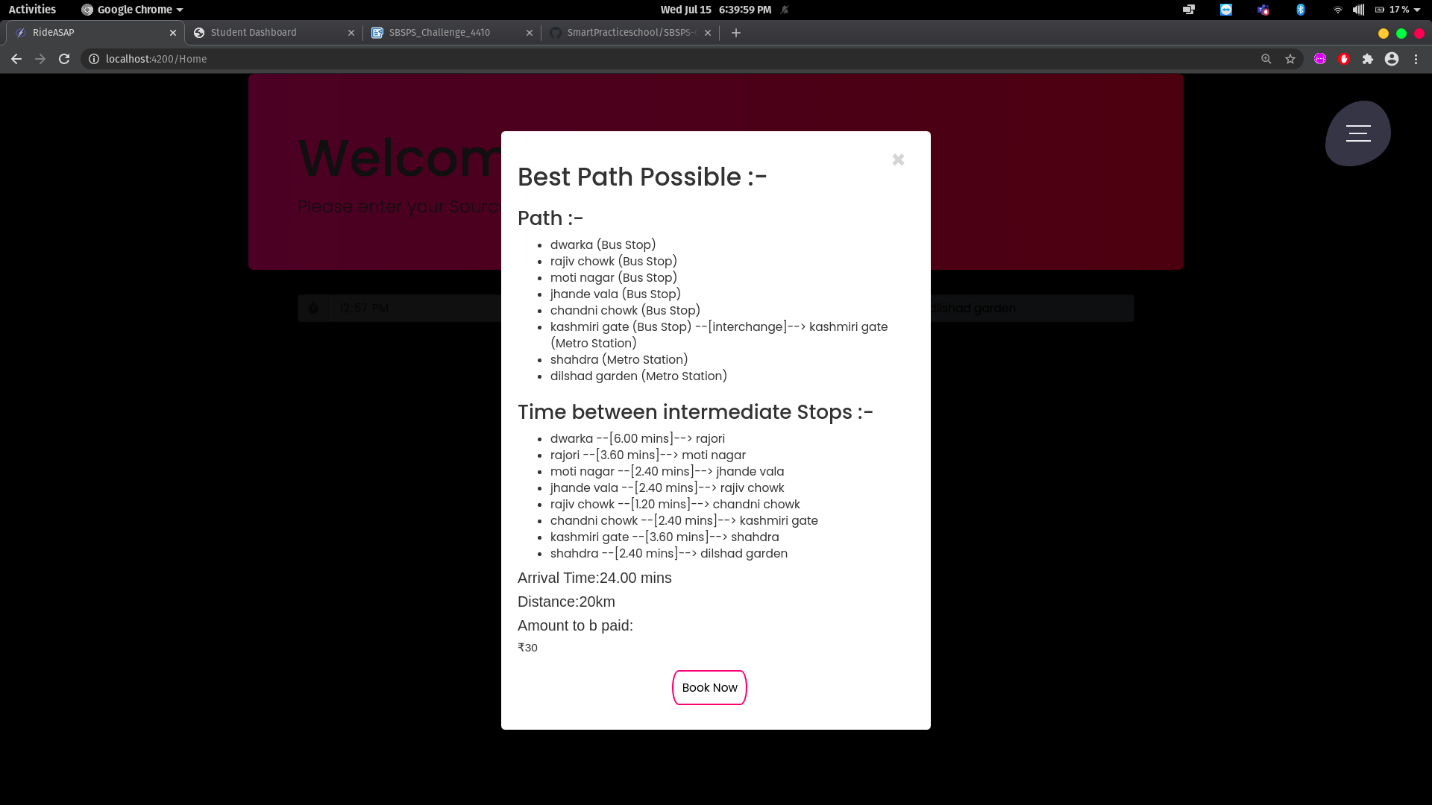 Activities
Google Chrome
Wed Jul 15 6:39:59 PM
17 %
RideASAP
Student Dashboard
SBSPS_Challenge_4410
SmartPracticeschool/SBSPS-
localhost:4200/Home
Welcom
Please enter your Sour
12:57 PM
dilshad garden
Best Path Possible :-
Path :-
dwarka (Bus Stop)
rajiv chowk (Bus Stop)
moti nagar (Bus Stop)
jhande vala (Bus Stop)
chandni chowk (Bus Stop)
kashmiri gate (Bus Stop) --[interchange]--> kashmiri gate
(Metro Station)
shahdra (Metro Station)
dilshad garden (Metro Station)
Time between intermediate Stops :-
dwarka --[6.00 mins]--> rajori
rajori --[3.60 mins]--> moti nagar
moti nagar --[2.40 mins]--> jhande vala
jhande vala --[2.40 mins]--> rajiv chowk
rajiv chowk --[1.20 mins]--> chandni chowk
chandni chowk --[2.40 mins]--> kashmiri gate
kashmiri gate --[3.60 mins]--> shahdra
shahdra --[2.40 mins]--> dilshad garden
Arrival Time:24.00 mins
Distance:20km
Amount to b paid:
₹30
Book Now